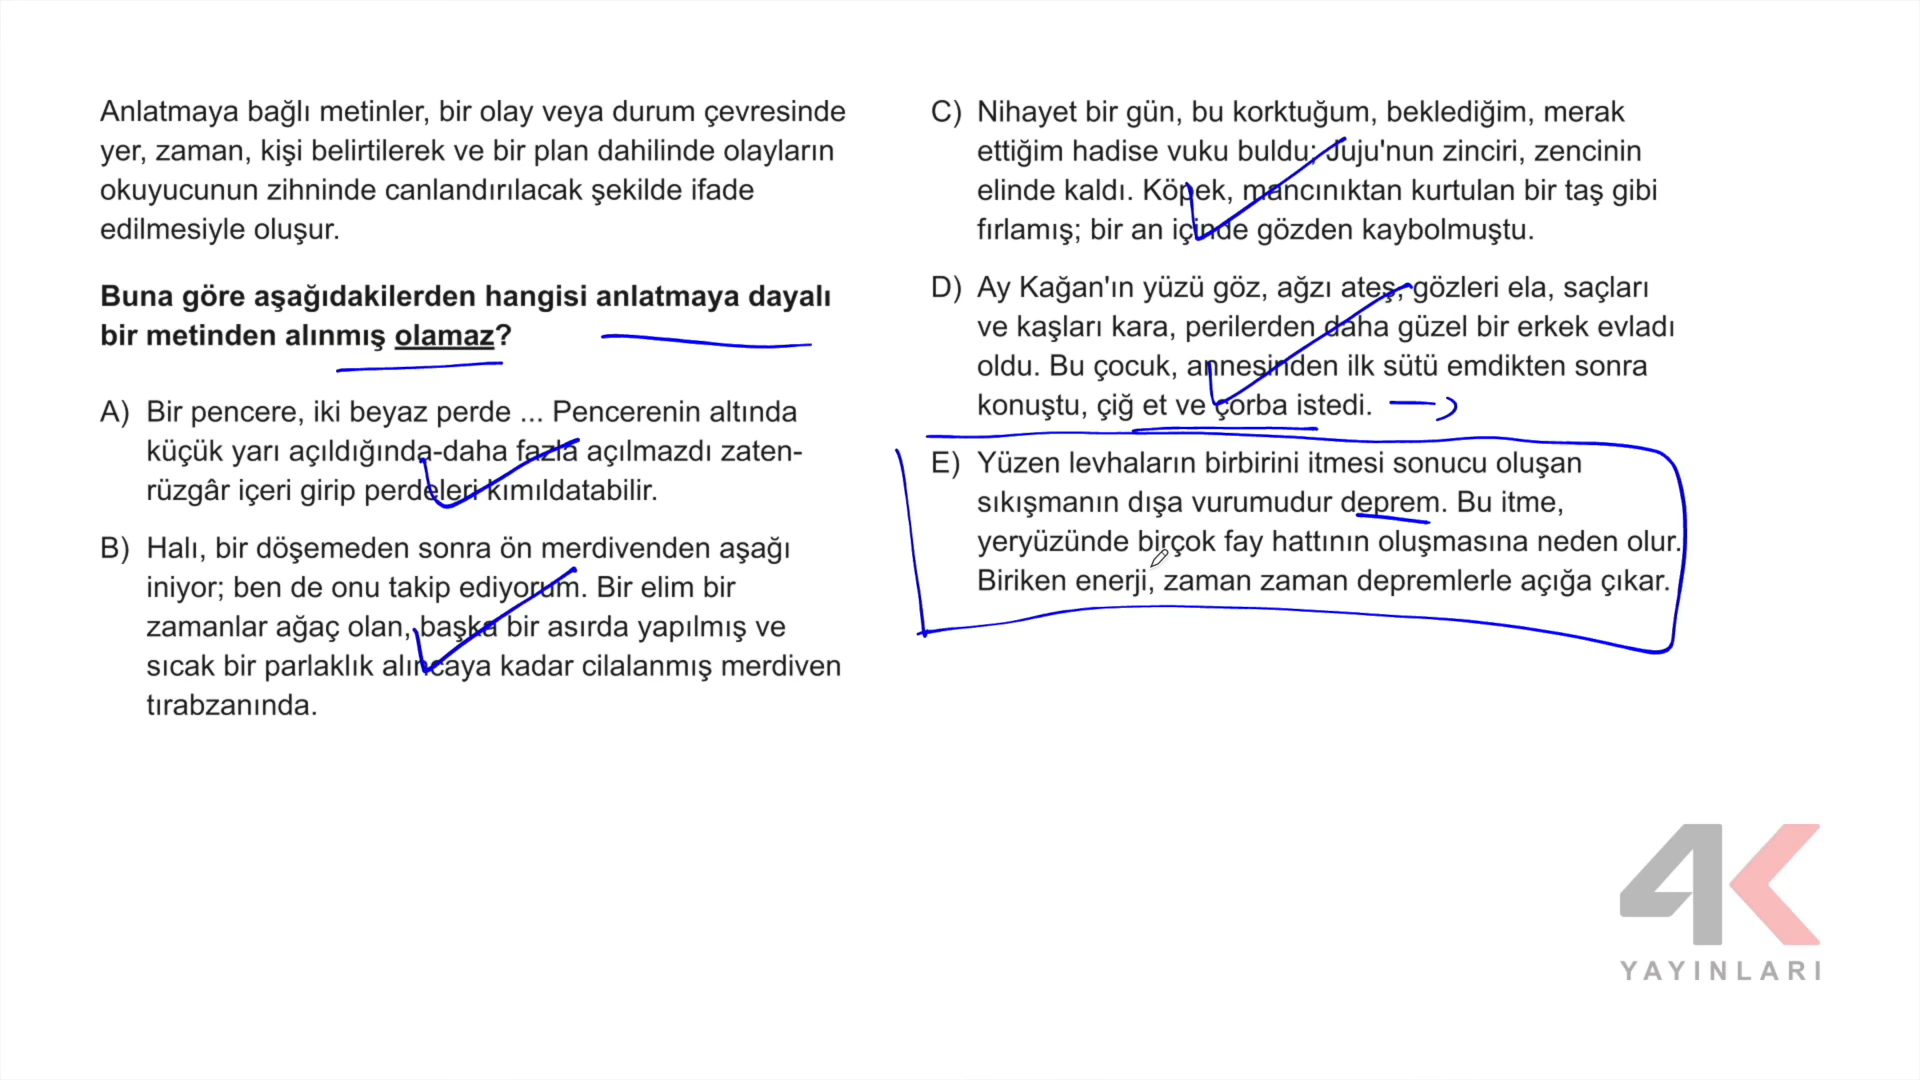 Anlatmaya bağlı metinler, bir olay veya durum çevresinde
yer, zaman, kişi belirtilerek ve bir plan dahilinde olayların
okuyucunun zihninde canlandırılacak şekilde ifade
edilmesiyle oluşur.
Buna göre aşağıdakilerden hangisi anlatmaya dayalı
bir metinden alınmış olamaz?
A) Bir pencere, iki beyaz perde ... Pencerenin altında
küçük yarı açıldığında-daha fazla açılmazdı zaten-
rüzgâr içeri girip perdeleri kımıldatabilir.
B) Halı, bir döşemeden sonra ön merdivenden aşağı
iniyor; ben de onu takip ediyorum. Bir elim bir
zamanlar ağaç olan, başka bir asırda yapılmış ve
sıcak bir parlaklık alıncaya kadar cilalanmış merdiven
tırabzanında.
C) Nihayet bir gün, bu korktuğum, beklediğim, merak
ettiğim hadise vuku buldu; Juju'nun zinciri, zencinin
elinde kaldı. Köpek, mancınıktan kurtulan bir taş gibi
fırlamış; bir an içinde gözden kaybolmuştu.
D) Ay Kağan'ın yüzü göz, ağzı ateş, gözleri ela, saçları
ve kaşları kara, perilerden daha güzel bir erkek evladı
oldu. Bu çocuk, annesinden ilk sütü emdikten sonra
konuştu, çiğ et ve çorba istedi.
E) Yüzen levhaların birbirini itmesi sonucu oluşan
sıkışmanın dışa vurumudur deprem. Bu itme,
yeryüzünde birçok fay hattının oluşmasına neden olur.
Biriken enerji, zaman zaman depremlerle açığa çıkar.
4K
YAYINLARI